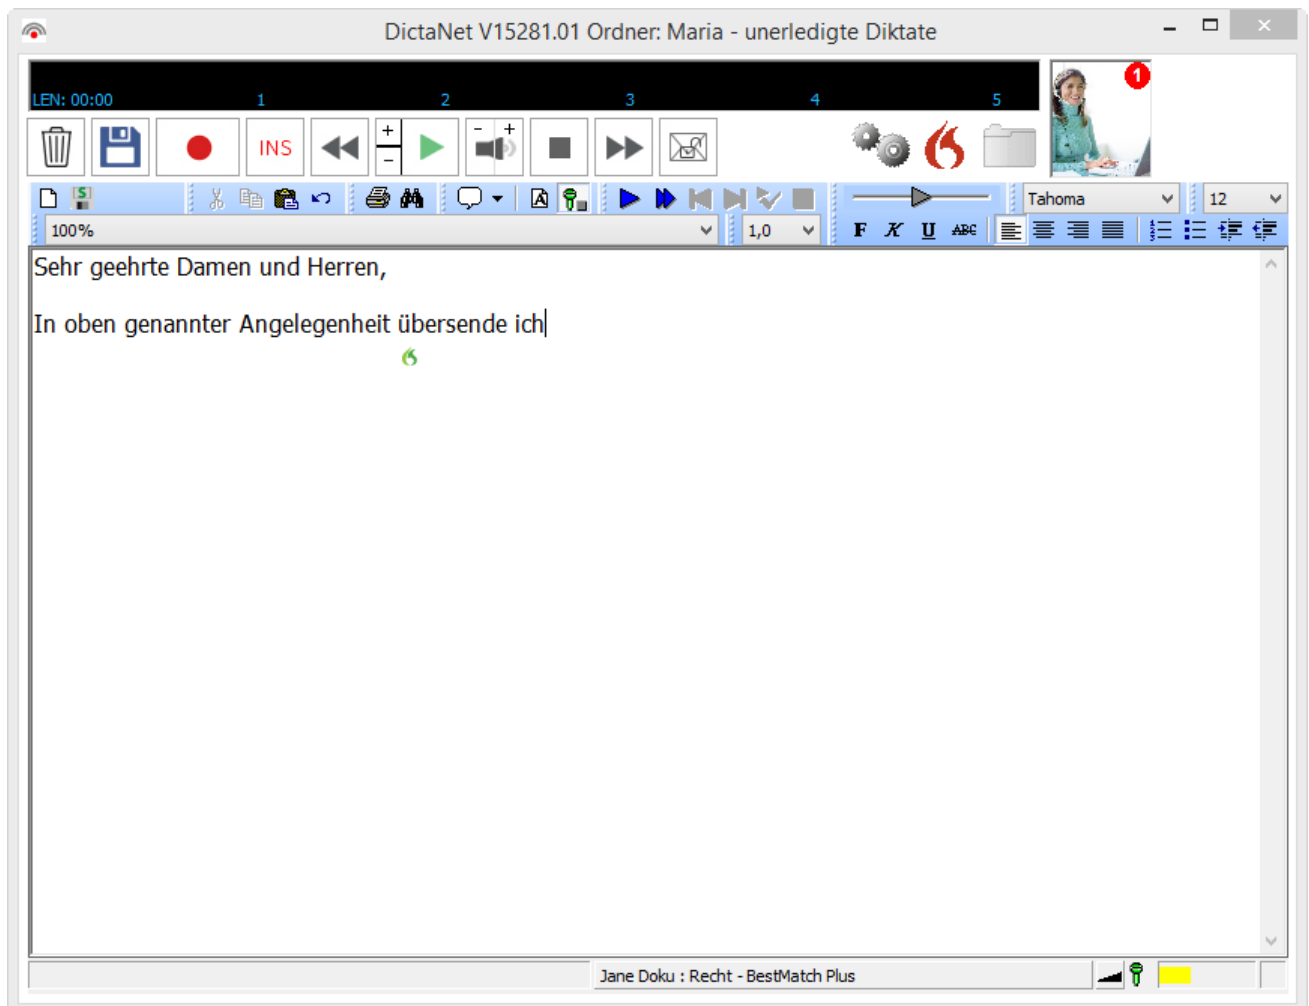 DictaNet V15281.01 Ordner: Maria - unerledigte Diktate
LEN: 00:00 1 2 3 4 5
1
INS + - - +
Tahoma 12
100% 1,0 F K U ABC
Sehr geehrte Damen und Herren,
In oben genannter Angelegenheit übersende ich
Jane Doku : Recht - BestMatch Plus